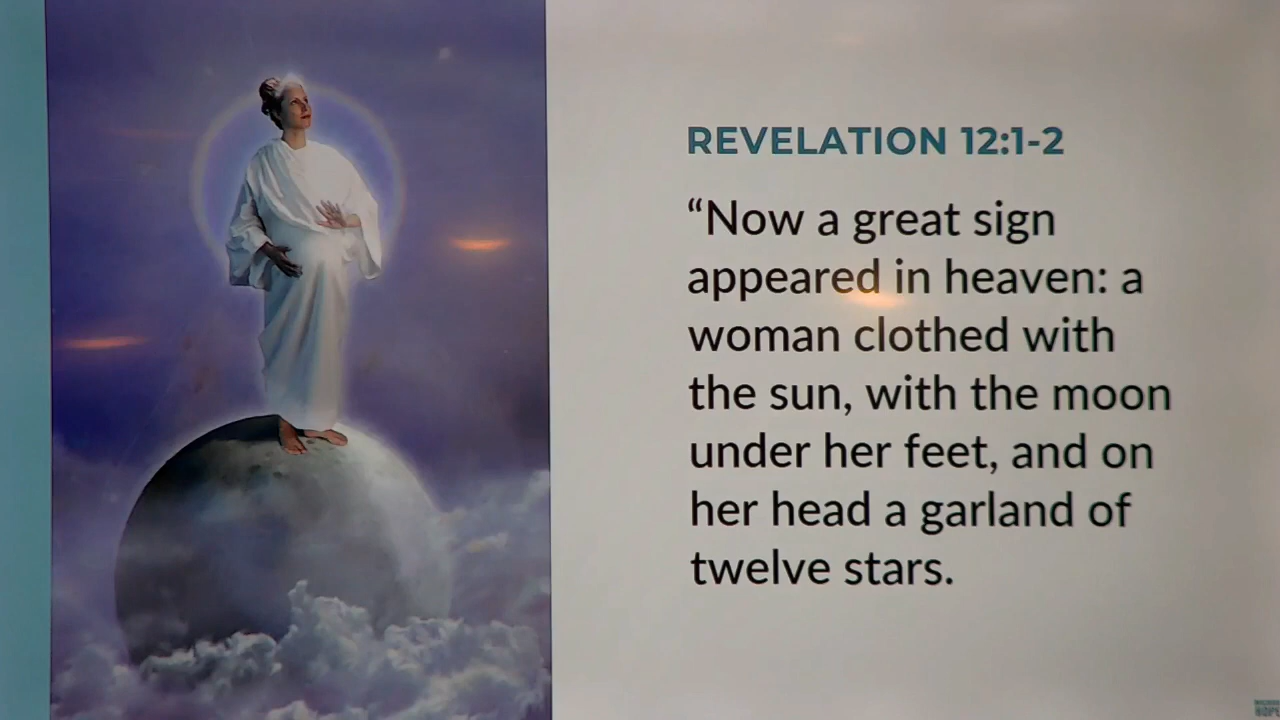 REVELATION 12:1-2
“Now a great sign
appeared in heaven: a
woman clothed with
the sun, with the moon
under her feet, and on
her head a garland of
twelve stars.